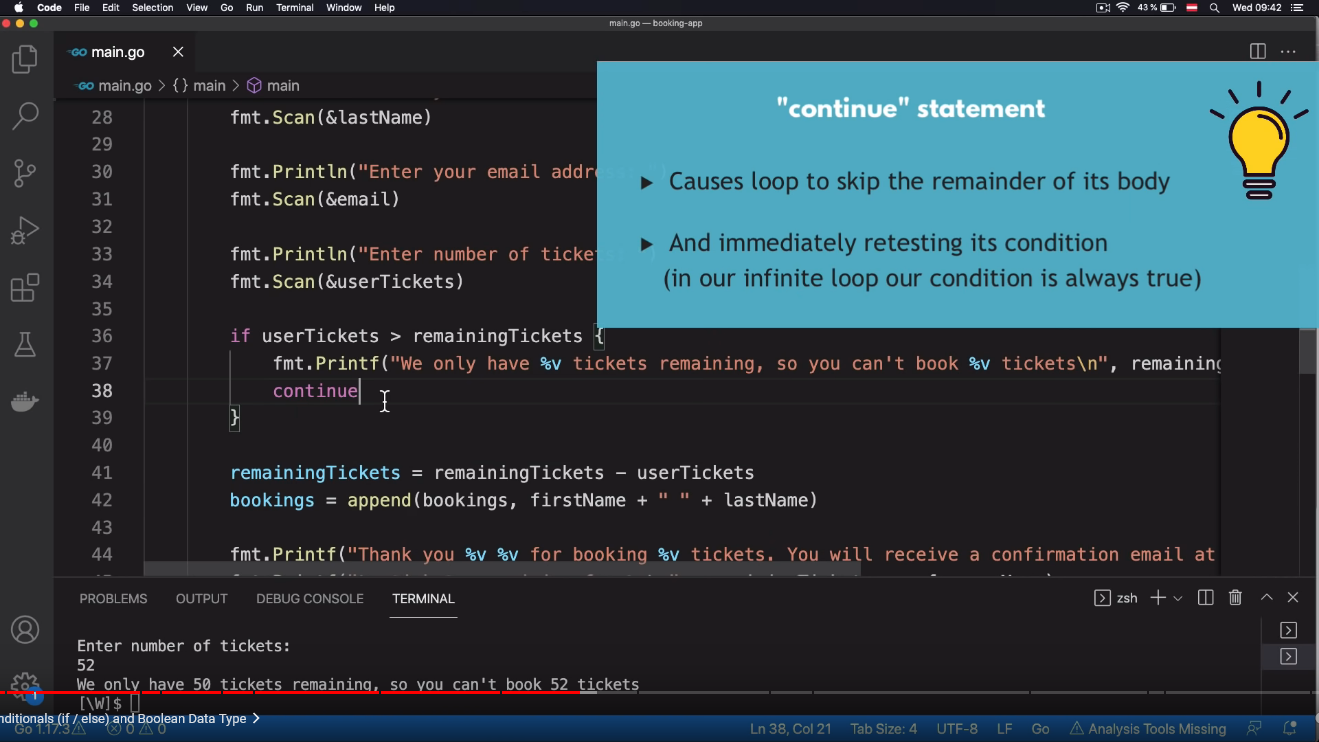 Code File Edit Selection View Go Run Terminal Window Help 43 % Wed 09:42
main.go — booking-app
GO main.go
GO main.go > {} main > main
"continue" statement
Causes loop to skip the remainder of its body
And immediately retesting its condition
(in our infinite loop our condition is always true)
28 fmt.Scan(&lastName)
29
30 fmt.Println("Enter your email addre
31 fmt.Scan(&email)
32
33 fmt.Println("Enter number of ticket
34 fmt.Scan(&userTickets)
35
36 if userTickets > remainingTickets {
37 fmt.Printf("We only have %v tickets remaining, so you can't book %v tickets\n", remaining
38 continue
39 }
40
41 remainingTickets = remainingTickets - userTickets
42 bookings = append(bookings, firstName + " " + lastName)
43
44 fmt.Printf("Thank you %v %v for booking %v tickets. You will receive a confirmation email at
PROBLEMS OUTPUT DEBUG CONSOLE TERMINAL zsh
Enter number of tickets:
52
We only have 50 tickets remaining, so you can't book 52 tickets
[\W]$
1
nditionals (if / else) and Boolean Data Type >
Go 1.17.3 0 0 Ln 38, Col 21 Tab Size: 4 UTF-8 LF Go Analysis Tools Missing